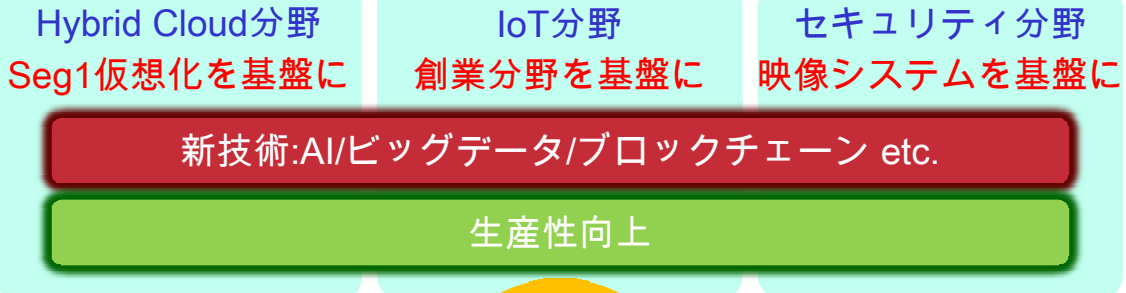 Hybrid Cloud分野
Seg1仮想化を基盤に
IoT分野
創業分野を基盤に
セキュリティ分野
映像システムを基盤に
新技術:AI/ビッグデータ/ブロックチェーン etc.
生産性向上